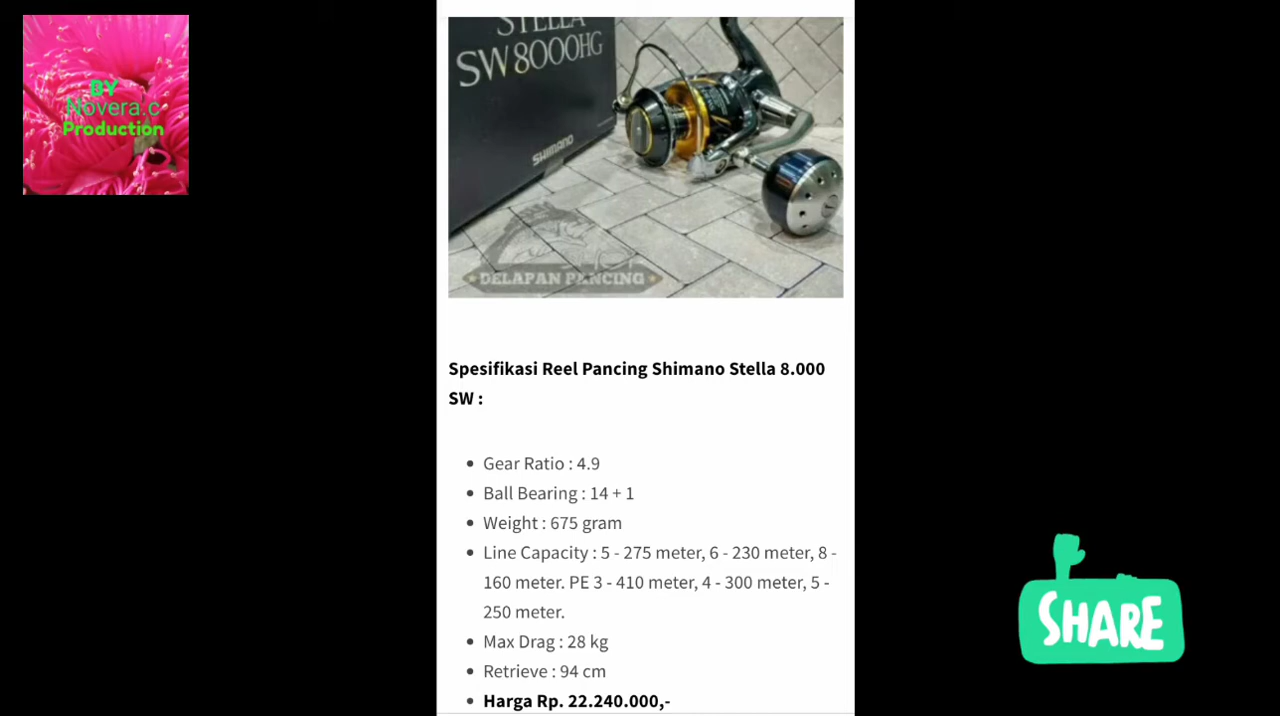 BY
Novera.c
Production
STELLA
SW8000HG
SHIMANO
DELAPAN PANCING
Spesifikasi Reel Pancing Shimano Stella 8.000
SW :
Gear Ratio : 4.9
Ball Bearing : 14 + 1
Weight : 675 gram
Line Capacity : 5 - 275 meter, 6 - 230 meter, 8 -
160 meter. PE 3 - 410 meter, 4 - 300 meter, 5 -
250 meter.
Max Drag : 28 kg
Retrieve : 94 cm
Harga Rp. 22.240.000,-
SHARE